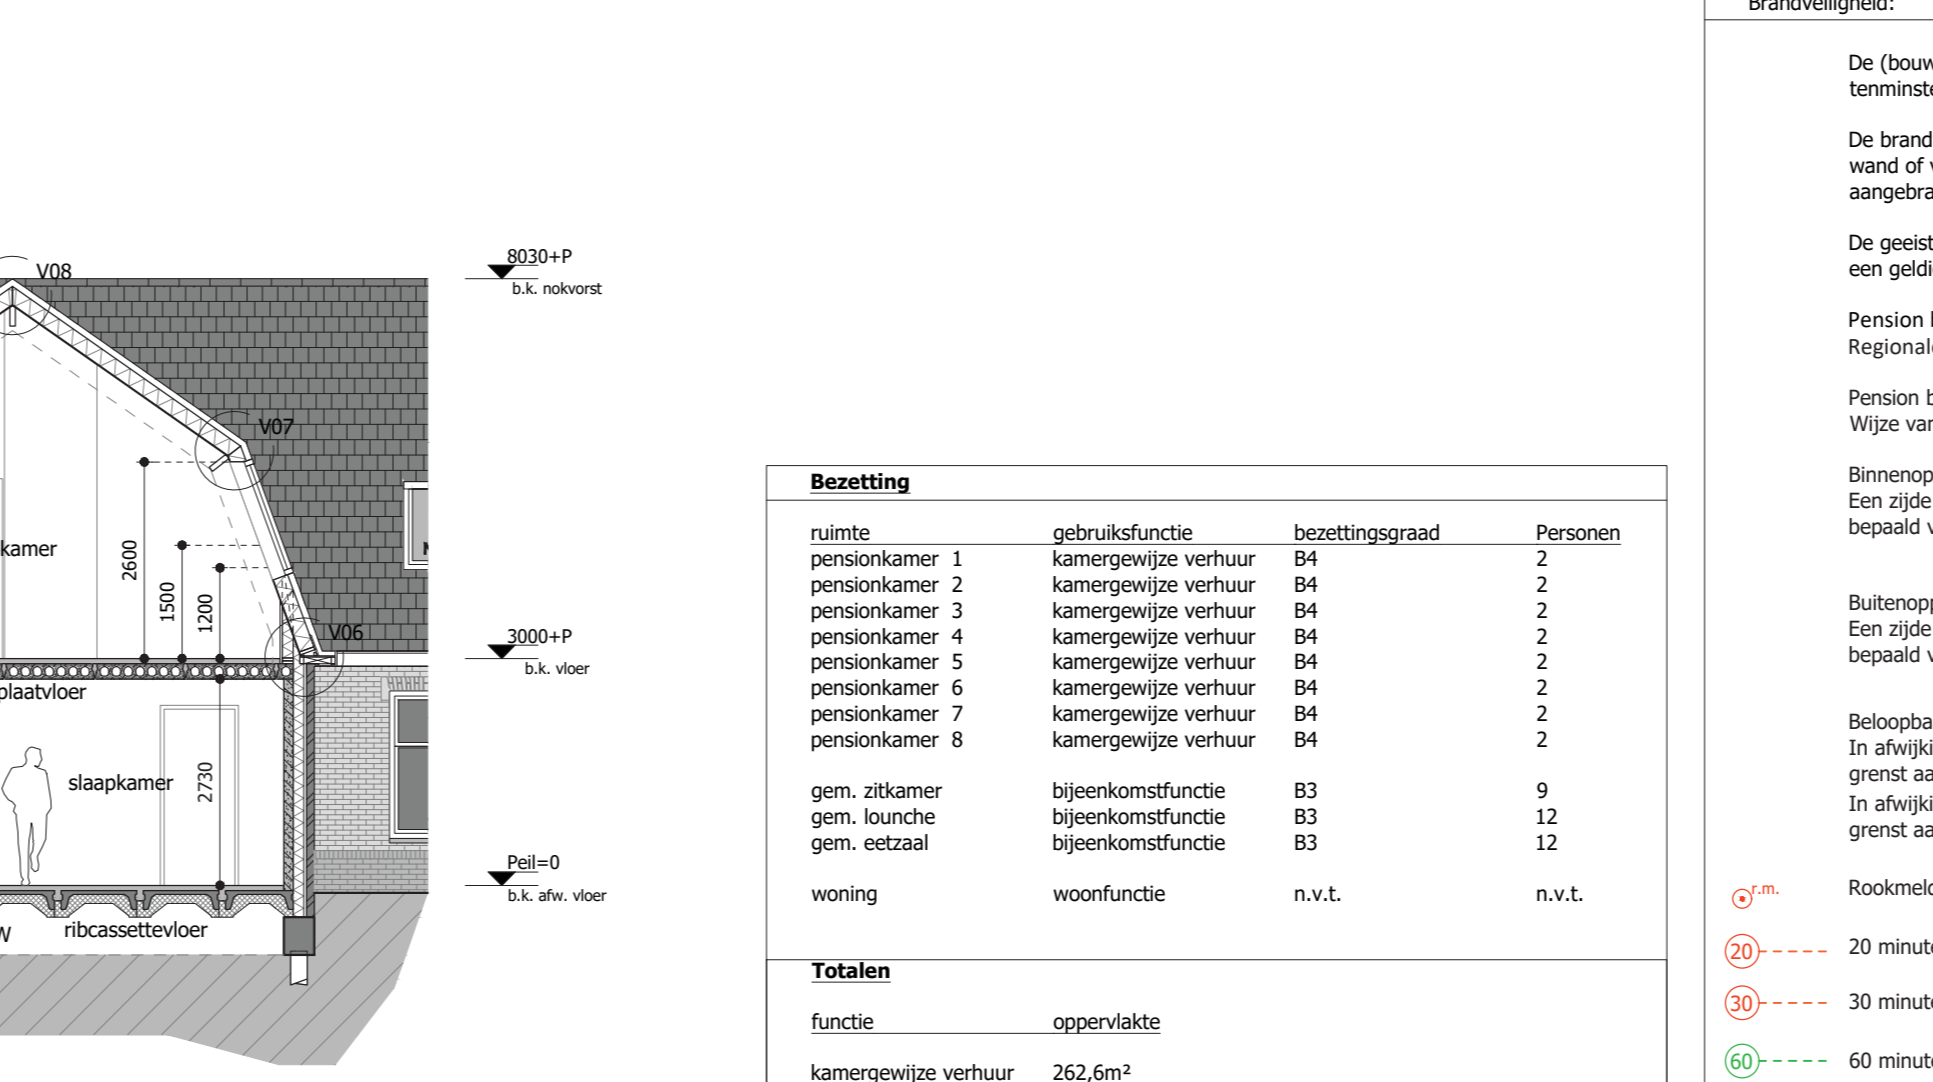 V08
8030+P
b.k. nokvorst
V07
kamer
2600
1500
1200
V06
3000+P
b.k. vloer
plaatvloer
slaapkamer
2730
Peil=0
b.k. afw. vloer
ribcassettevloer
Bezetting
ruimte gebruiksfunctie bezettingsgraad Personen
pensionkamer 1 kamergewijze verhuur B4 2
pensionkamer 2 kamergewijze verhuur B4 2
pensionkamer 3 kamergewijze verhuur B4 2
pensionkamer 4 kamergewijze verhuur B4 2
pensionkamer 5 kamergewijze verhuur B4 2
pensionkamer 6 kamergewijze verhuur B4 2
pensionkamer 7 kamergewijze verhuur B4 2
pensionkamer 8 kamergewijze verhuur B4 2
gem. zitkamer bijeenkomstfunctie B3 9
gem. lounche bijeenkomstfunctie B3 12
gem. eetzaal bijeenkomstfunctie B3 12
woning woonfunctie n.v.t. n.v.t.
Totalen
functie oppervlakte
kamergewijze verhuur 262,6m²
Brandveiligheid:
De (bouw
tenminste
De brand
wand of
aangebra
De geeist
een geldi
Pension
Regionale
Pension b
Wijze van
Binnenop
Een zijde
bepaald v
Buitenopp
Een zijde
bepaald v
Beloopba
In afwijki
grenst aa
In afwijki
grenst aa
r.m. Rookmeld
20 20 minute
30 30 minute
60 60 minute